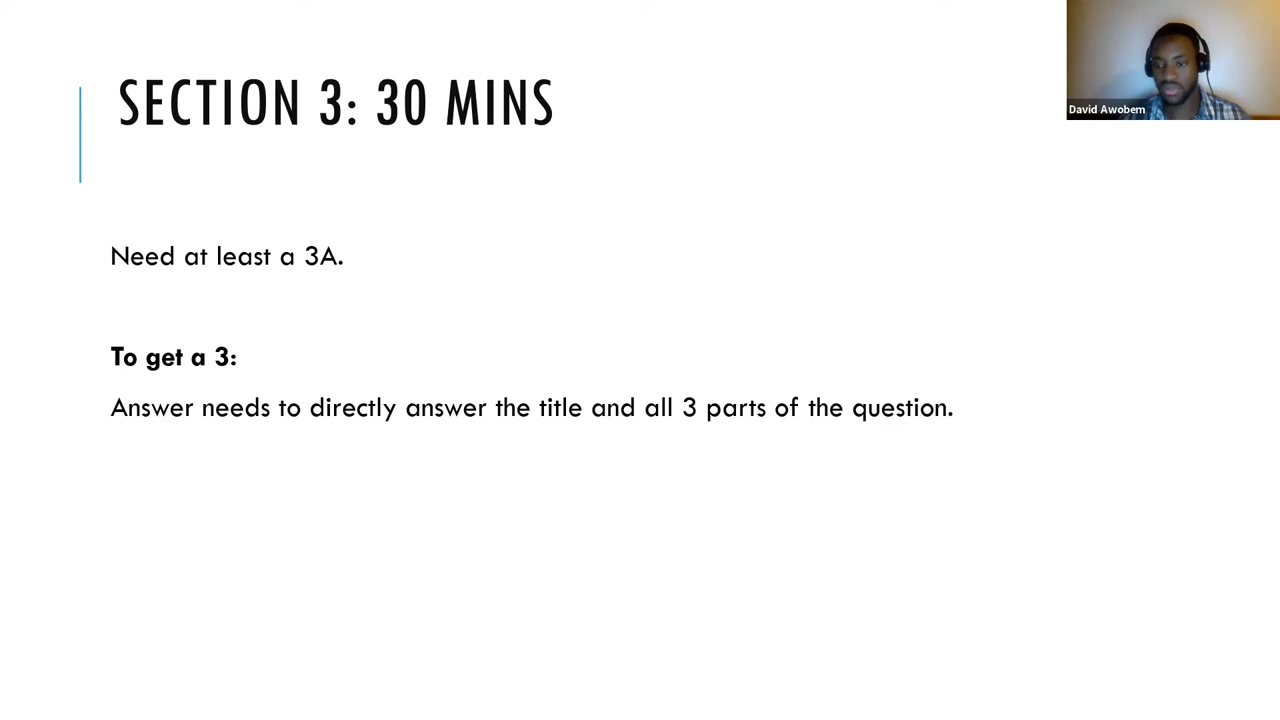 SECTION 3: 30 MINS
David Awobem
Need at least a 3A.
To get a 3:
Answer needs to directly answer the title and all 3 parts of the question.